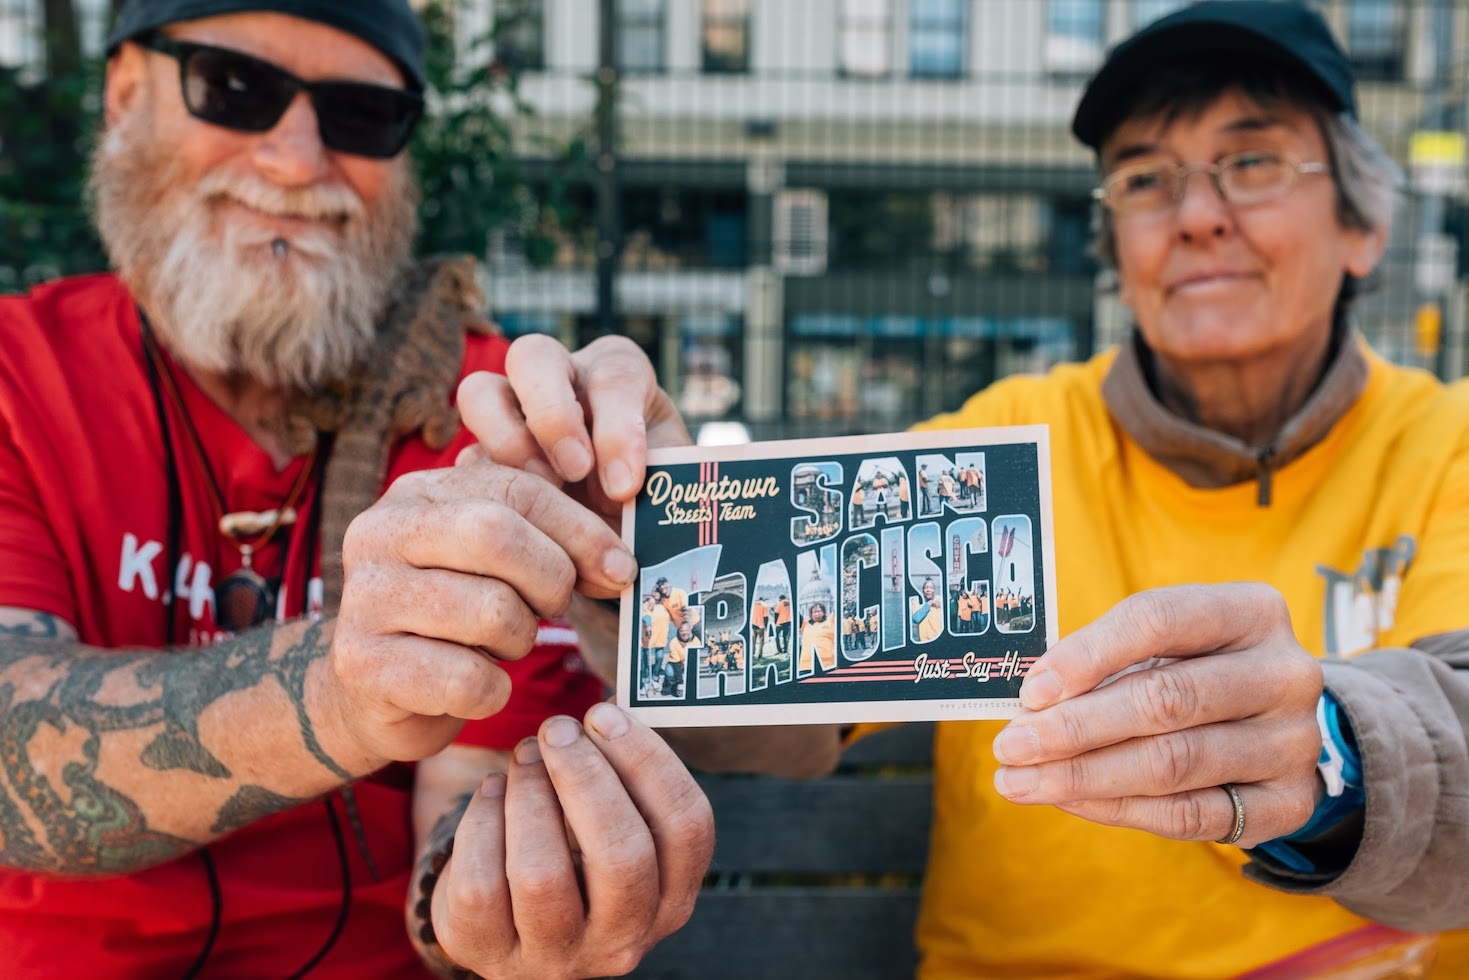 Downtown
Streets Team
SAN
FRANCISCO
Just Say Hi
K